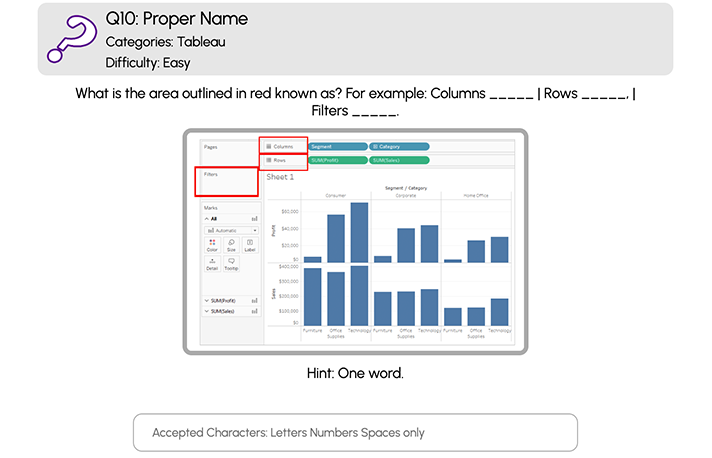 Q10: Proper Name
Categories: Tableau
Difficulty: Easy
What is the area outlined in red known as? For example: Columns _____ | Rows _____, |
Filters _____.
Pages
Columns
Segment
Category
Rows
SUM(Profit)
SUM(Sales)
Filters
Sheet 1
Segment / Category
Consumer
Corporate
Home Office
Marks
All
Automatic
Color
Size
Label
Detail
Tooltip
SUM(Profit)
SUM(Sales)
Profit
$60,000
$40,000
$20,000
$0
Sales
$400,000
$300,000
$200,000
$100,000
$0
Furniture
Office
Supplies
Technology
Furniture
Office
Supplies
Technology
Furniture
Office
Supplies
Technology
Hint: One word.
Accepted Characters: Letters Numbers Spaces only